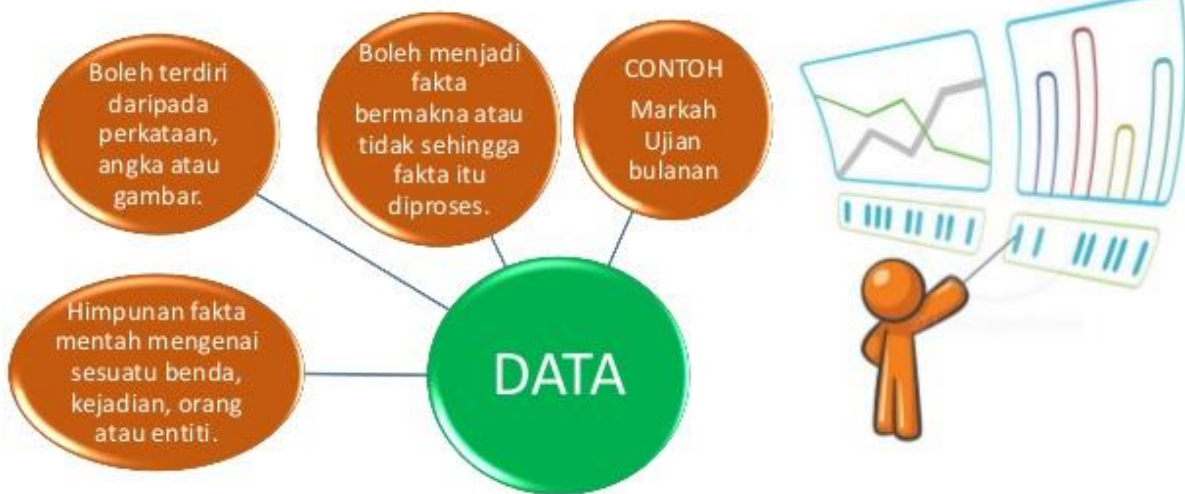 Boleh terdiri
daripada
perkataan,
angka atau
gambar.
Boleh menjadi
fakta
bermakna atau
tidak sehingga
fakta itu
diproses.
CONTOH
Markah
Ujian
bulanan
Himpunan fakta
mentah mengenai
sesuatu benda,
kejadian, orang
atau entiti.
DATA